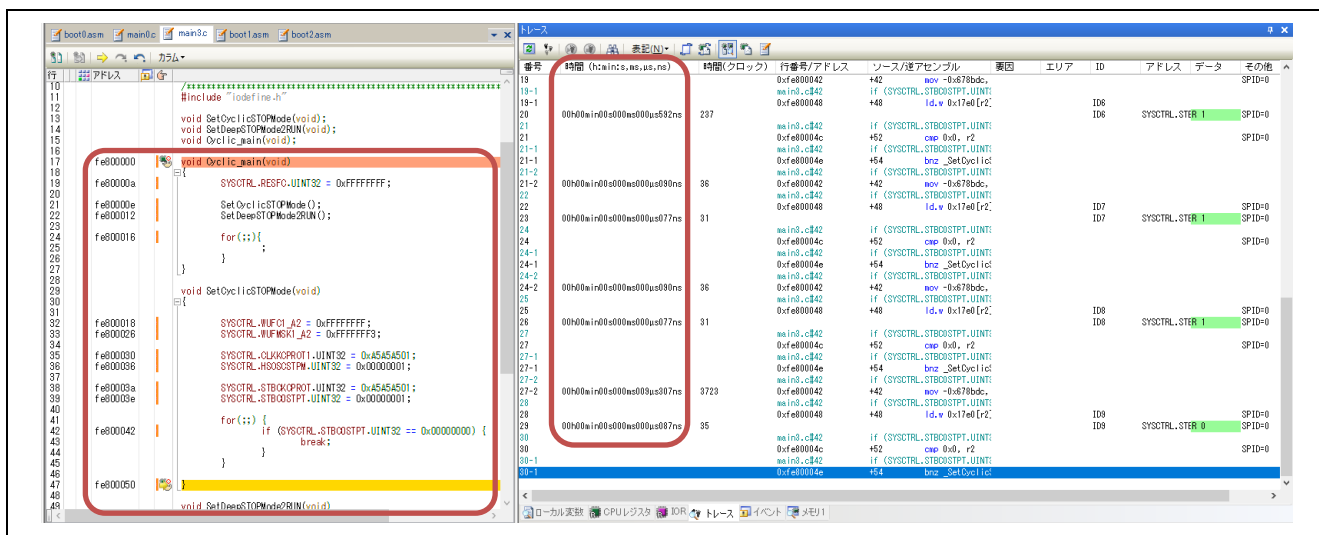 boot0.asm main0.c main3.c boot1.asm boot2.asm
カラム
行 アドレス
10 /****************************************************************
11 #include "iodefine.h"
12
13 void SetCyclicSTOPMode(void);
14 void SetDeepSTOPMode2RUN(void);
15 void Cyclic_main(void);
16
17 fe800000 void Cyclic_main(void)
18 {
19 fe80000a SYSCTRL.RESFC.UINT32 = 0xFFFFFFFF;
20
21 fe80000e SetCyclicSTOPMode();
22 fe800012 SetDeepSTOPMode2RUN();
23
24 fe800016 for(;;){
25 ;
26 }
27 }
28
29 void SetCyclicSTOPMode(void)
30 {
31
32 fe800018 SYSCTRL.WUFC1_A2 = 0xFFFFFFFF;
33 fe800026 SYSCTRL.WUFMSK1_A2 = 0xFFFFFFF3;
34
35 fe800030 SYSCTRL.CLKKCPROT1.UINT32 = 0xA5A5A501;
36 fe800036 SYSCTRL.HSOSCSTPM.UINT32 = 0x00000001;
37
38 fe80003a SYSCTRL.STBCKCPROT.UINT32 = 0xA5A5A501;
39 fe80003e SYSCTRL.STBC0STPT.UINT32 = 0x00000001;
40
41 for(;;) {
42 fe800042 if (SYSCTRL.STBC0STPT.UINT32 == 0x00000000) {
43 break;
44 }
45 }
46
47 fe800050 }
48
49 void SetDeepSTOPMode2RUN(void)
トレース
表記(N)
番号 時間 (h:min:s,ms,µs,ns) 時間(クロック) 行番号/アドレス ソース/逆アセンブル 要因 エリア ID アドレス データ その他
19 0xfe800042 +42 mov -0x678bdc, SPID=0
19-1 main3.c#42 if (SYSCTRL.STBC0STPT.UINT
19-1 0xfe800048 +48 ld.w 0x17e0[r2] ID6
20 00h00min00s000ms000µs592ns 237 ID6 SYSCTRL.STB 1 SPID=0
21 main3.c#42 if (SYSCTRL.STBC0STPT.UINT
21 0xfe80004c +52 cmp 0x0, r2 SPID=0
21-1 main3.c#42 if (SYSCTRL.STBC0STPT.UINT
21-1 0xfe80004e +54 bnz _SetCyclic
21-2 main3.c#42 if (SYSCTRL.STBC0STPT.UINT
21-2 00h00min00s000ms000µs090ns 36 0xfe800042 +42 mov -0x678bdc,
22 main3.c#42 if (SYSCTRL.STBC0STPT.UINT
22 0xfe800048 +48 ld.w 0x17e0[r2] ID7 SPID=0
23 00h00min00s000ms000µs077ns 31 ID7 SYSCTRL.STB 1 SPID=0
24 main3.c#42 if (SYSCTRL.STBC0STPT.UINT
24 0xfe80004c +52 cmp 0x0, r2 SPID=0
24-1 main3.c#42 if (SYSCTRL.STBC0STPT.UINT
24-1 0xfe80004e +54 bnz _SetCyclic
24-2 main3.c#42 if (SYSCTRL.STBC0STPT.UINT
24-2 00h00min00s000ms000µs090ns 36 0xfe800042 +42 mov -0x678bdc,
25 main3.c#42 if (SYSCTRL.STBC0STPT.UINT
25 0xfe800048 +48 ld.w 0x17e0[r2] ID8 SPID=0
26 00h00min00s000ms000µs077ns 31 ID8 SYSCTRL.STB 1 SPID=0
27 main3.c#42 if (SYSCTRL.STBC0STPT.UINT
27 0xfe80004c +52 cmp 0x0, r2 SPID=0
27-1 main3.c#42 if (SYSCTRL.STBC0STPT.UINT
27-1 0xfe80004e +54 bnz _SetCyclic
27-2 main3.c#42 if (SYSCTRL.STBC0STPT.UINT
27-2 00h00min00s000ms009µs307ns 3723 0xfe800042 +42 mov -0x678bdc,
28 main3.c#42 if (SYSCTRL.STBC0STPT.UINT
28 0xfe800048 +48 ld.w 0x17e0[r2] ID9 SPID=0
29 00h00min00s000ms000µs087ns 35 ID9 SYSCTRL.STB 0 SPID=0
30 main3.c#42 if (SYSCTRL.STBC0STPT.UINT
30 0xfe80004c +52 cmp 0x0, r2 SPID=0
30-1 main3.c#42 if (SYSCTRL.STBC0STPT.UINT
30-1 0xfe80004e +54 bnz _SetCyclic
ローカル変数 CPUレジスタ IOR トレース イベント メモリ1